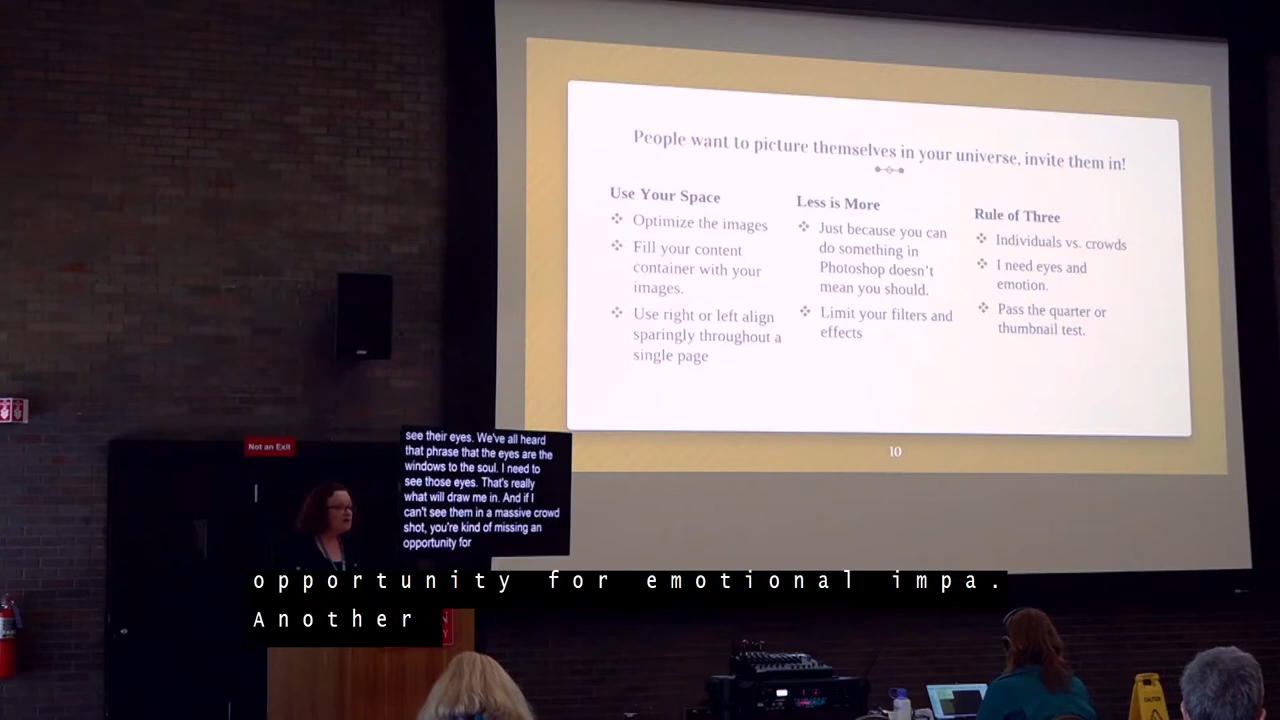 People want to picture themselves in your universe, invite them in!
Use Your Space
Optimize the images
Fill your content
container with your
images.
Use right or left align
sparingly throughout a
single page
Less is More
Just because you can
do something in
Photoshop doesn't
mean you should.
Limit your filters and
effects
Rule of Three
Individuals vs. crowds
I need eyes and
emotion.
Pass the quarter or
thumbnail test.
10
Not an Exit
see their eyes. We've all heard
that phrase that the eyes are the
windows to the soul. I need to
see those eyes. That's really
what will draw me in. And if I
can't see them in a massive crowd
shot, you're kind of missing an
opportunity for
opportunity for emotional impa.
Another
CAUTION